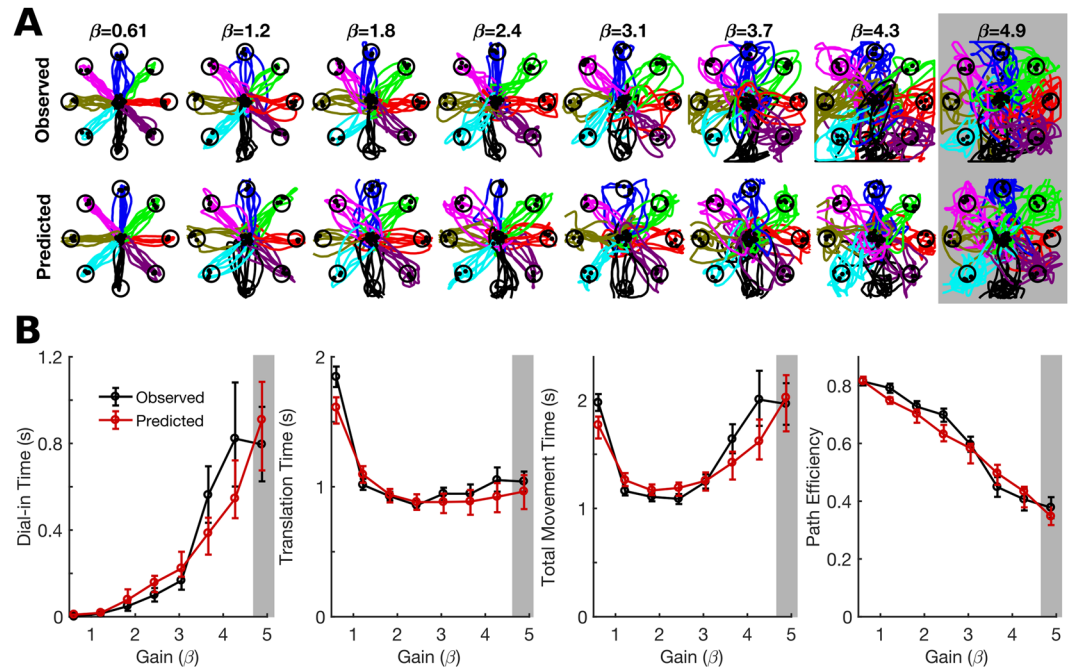 A
β=0.61 β=1.2 β=1.8 β=2.4 β=3.1 β=3.7 β=4.3 β=4.9
Observed
Predicted
B
Dial-in Time (s)
1.2
0.8
0.4
0
1 2 3 4 5
Gain (β)
Observed
Predicted
Translation Time (s)
2
1
0
1 2 3 4 5
Gain (β)
Total Movement Time (s)
2
1
0
1 2 3 4 5
Gain (β)
Path Efficiency
0.8
0.6
0.4
0.2
0
1 2 3 4 5
Gain (β)